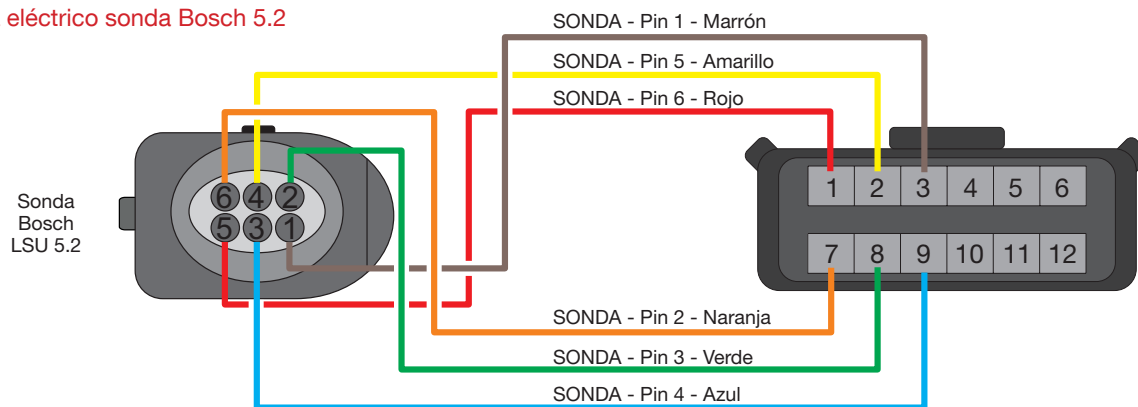 eléctrico sonda Bosch 5.2
SONDA - Pin 1 - Marrón
SONDA - Pin 5 - Amarillo
SONDA - Pin 6 - Rojo
Sonda
Bosch
LSU 5.2
6 4 2
5 3 1
1 2 3 4 5 6
7 8 9 10 11 12
SONDA - Pin 2 - Naranja
SONDA - Pin 3 - Verde
SONDA - Pin 4 - Azul